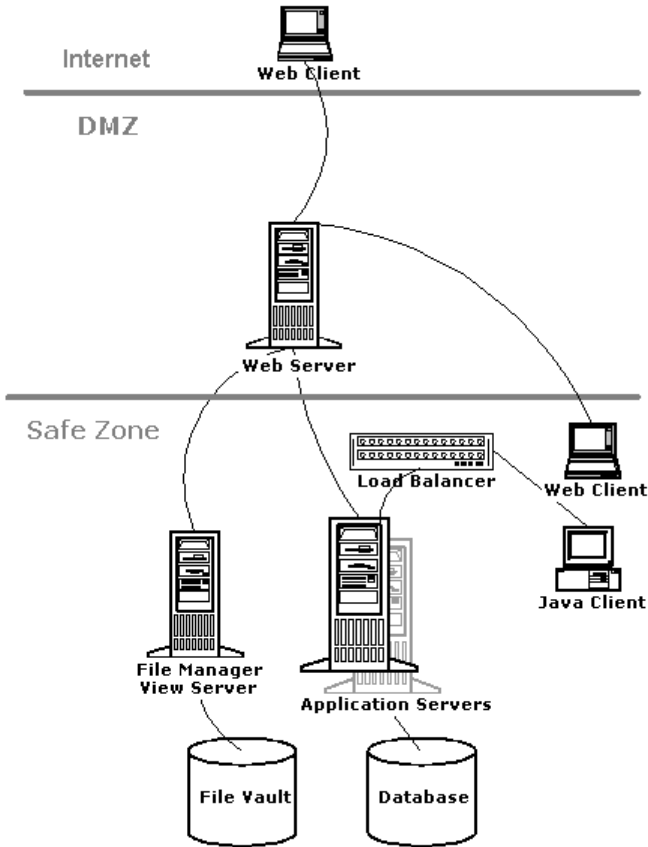 Internet
Web Client
DMZ
Web Server
Safe Zone
Load Balancer
Web Client
Java Client
File Manager
View Server
Application Servers
File Vault
Database